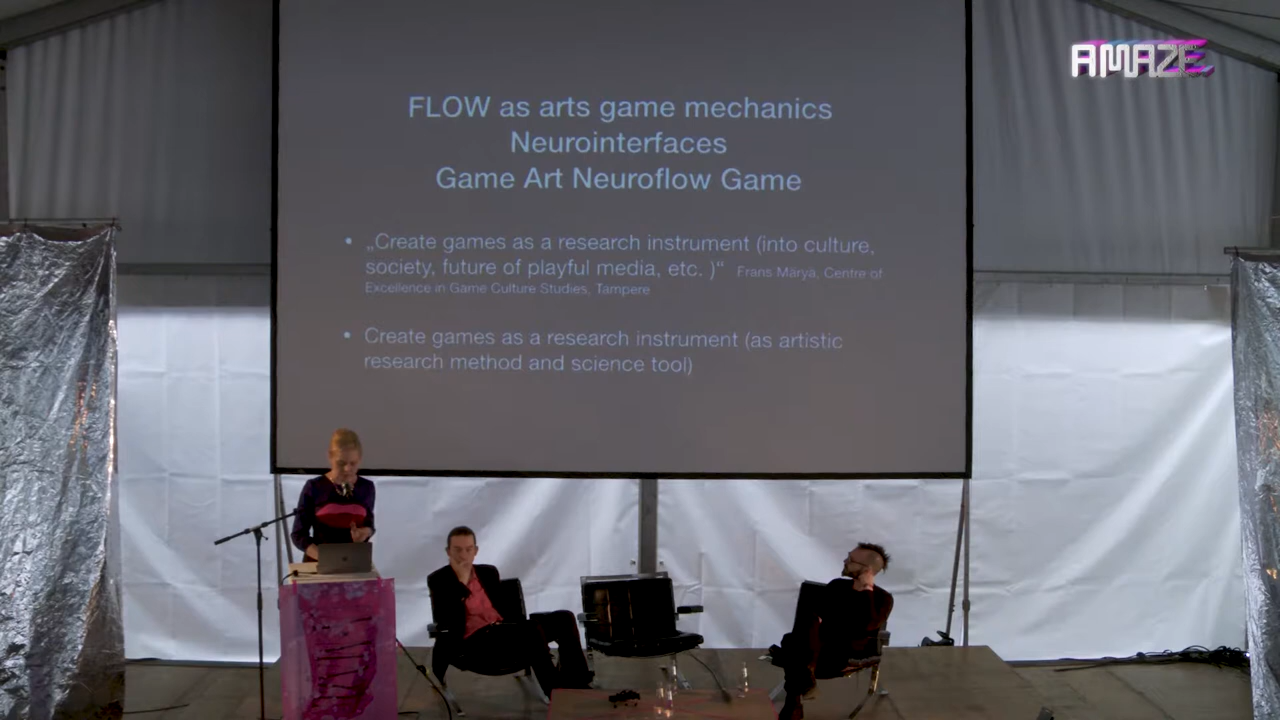 AMAZE
FLOW as arts game mechanics
Neurointerfaces
Game Art Neuroflow Game
• „Create games as a research instrument (into culture,
society, future of playful media, etc. )“ Frans Märyä, Centre of
Excellence in Game Culture Studies, Tampere
• Create games as a research instrument (as artistic
research method and science tool)